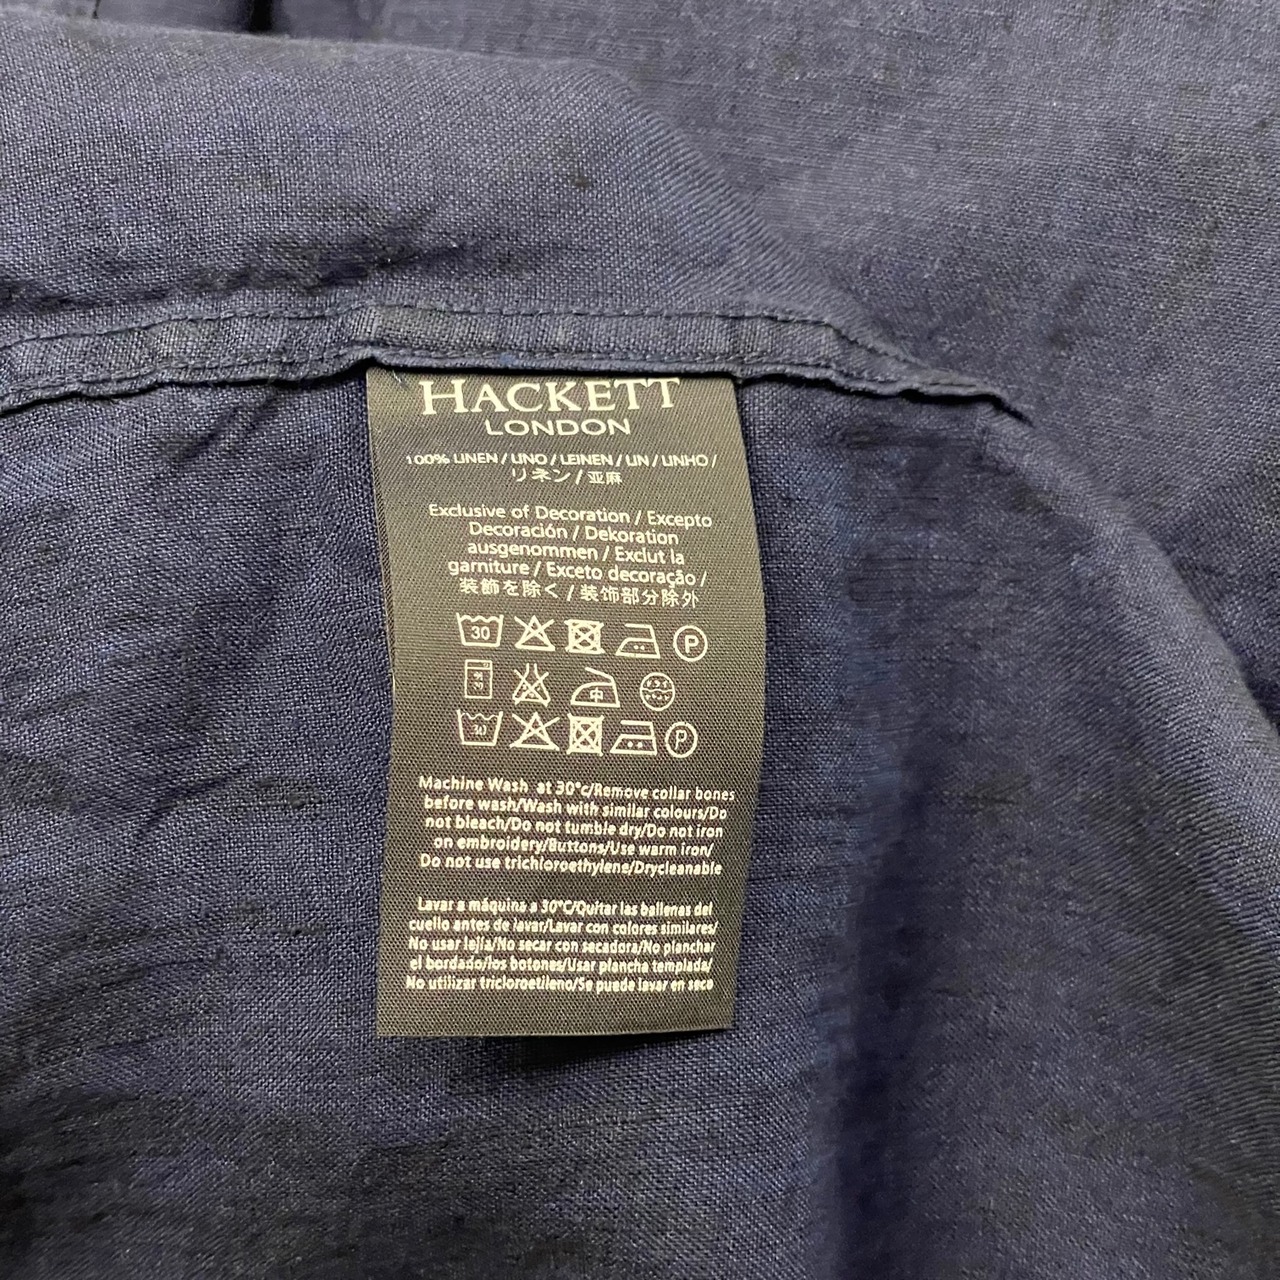 HACKETT
LONDON
100% LINEN / LINO / LEINEN / LIN / LINHO /
リネン / 亚麻
Exclusive of Decoration / Excepto
Decoración / Dekoration
ausgenommen / Exclut la
garniture / Exceto decoração /
装飾を除く / 装饰部分除外
30 P
中
30 P
Machine Wash at 30°c/Remove collar bones
before wash/Wash with similar colours/Do
not bleach/Do not tumble dry/Do not iron
on embroidery/Buttons/Use warm iron/
Do not use trichloroethylene/Drycleanable
Lavar a máquina a 30°C/Quitar las ballenas del
cuello antes de lavar/Lavar con colores similares/
No usar lejía/No secar con secadora/No planchar
el bordado/los botones/Usar plancha templada/
No utilizar tricloroetileno/Se puede lavar en seco